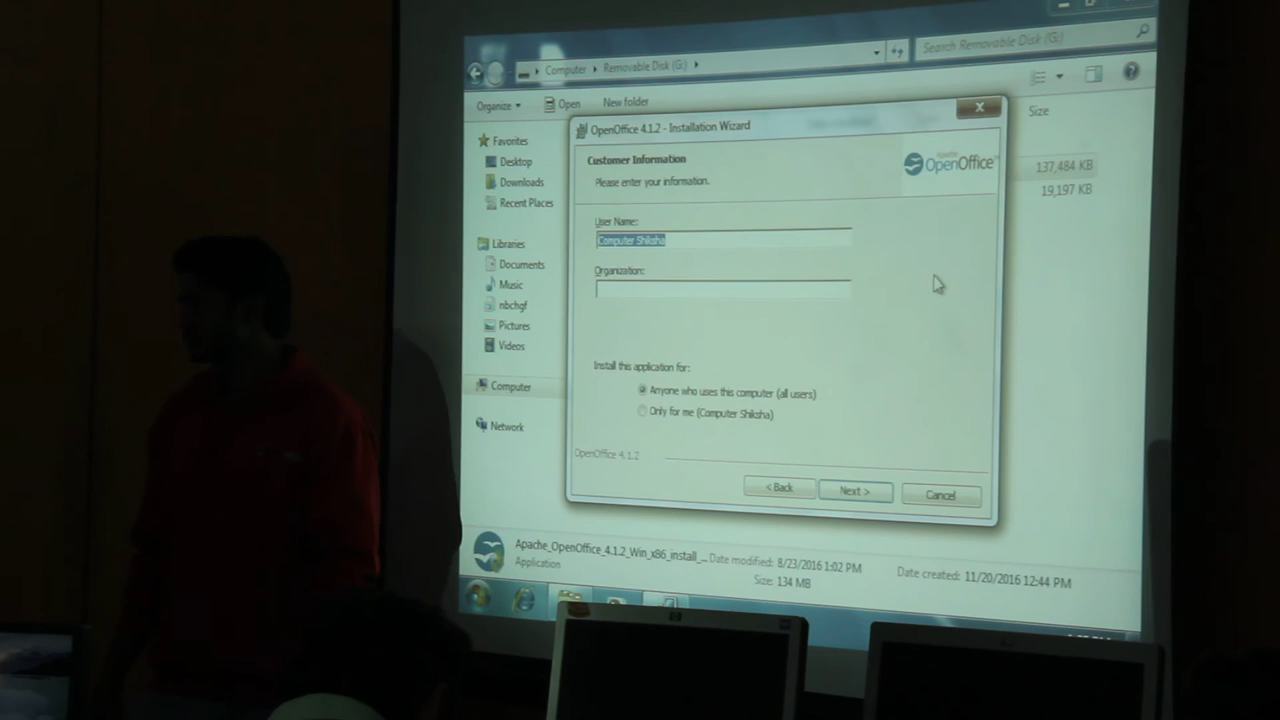 Computer Removable Disk (G:)
Search Removable Disk (G:)
Organize Open New folder
Size
Favorites
Desktop
Downloads
Recent Places
Libraries
Documents
Music
nbchgf
Pictures
Videos
Computer
Network
137,484 KB
19,197 KB
OpenOffice 4.1.2 - Installation Wizard
Customer Information
Please enter your information.
Apache
OpenOffice
User Name:
Computer Shiksha
Organization:
Install this application for:
Anyone who uses this computer (all users)
Only for me (Computer Shiksha)
OpenOffice 4.1.2
< Back Next > Cancel
Apache_OpenOffice_4.1.2_Win_x86_install_... Date modified: 8/23/2016 1:02 PM Date created: 11/20/2016 12:44 PM
Application Size: 134 MB
hp